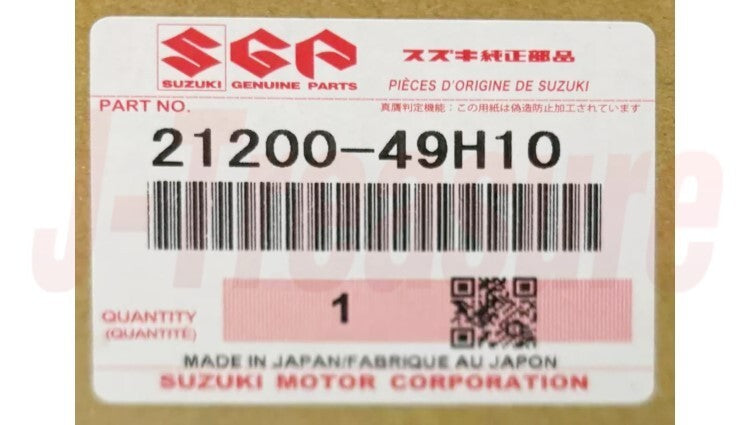 SGP スズキ純正部品
SUZUKI GENUINE PARTS PIÈCES D'ORIGINE DE SUZUKI
PART NO. 真贋判定機能：この用紙は偽造防止加工されています
21200-49H10
J-Treasure
QUANTITY 1
(QUANTITÉ)
MADE IN JAPAN/FABRIQUE AU JAPON
SUZUKI MOTOR CORPORATION